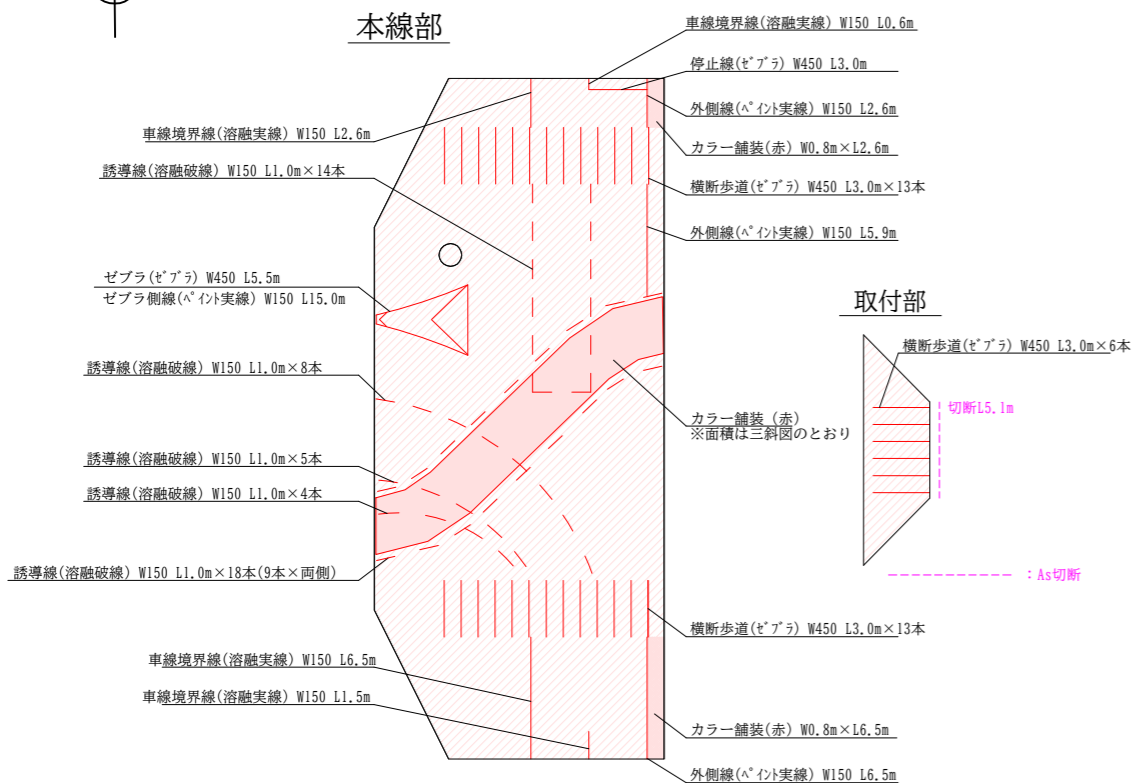 本線部
車線境界線(溶融実線) W150 L0.6m
停止線(ゼブラ) W450 L3.0m
外側線(ペイント実線) W150 L2.6m
車線境界線(溶融実線) W150 L2.6m
カラー舗装(赤) W0.8m×L2.6m
誘導線(溶融破線) W150 L1.0m×14本
横断歩道(ゼブラ) W450 L3.0m×13本
外側線(ペイント実線) W150 L5.9m
ゼブラ(ゼブラ) W450 L5.5m
ゼブラ側線(ペイント実線) W150 L15.0m
誘導線(溶融破線) W150 L1.0m×8本
カラー舗装 (赤)
※面積は三斜図のとおり
誘導線(溶融破線) W150 L1.0m×5本
誘導線(溶融破線) W150 L1.0m×4本
誘導線(溶融破線) W150 L1.0m×18本(9本×両側)
横断歩道(ゼブラ) W450 L3.0m×13本
車線境界線(溶融実線) W150 L6.5m
車線境界線(溶融実線) W150 L1.5m
カラー舗装(赤) W0.8m×L6.5m
外側線(ペイント実線) W150 L6.5m
取付部
横断歩道(ゼブラ) W450 L3.0m×6本
切断L5.1m
：As切断